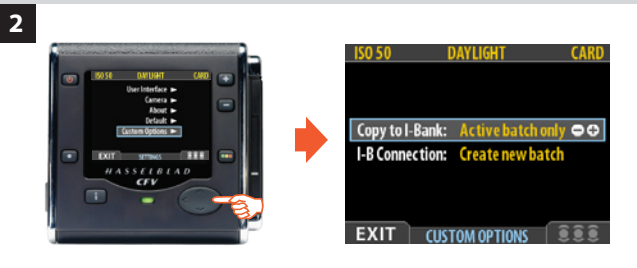 2
ISO 50 DAYLIGHT CARD
User Interface
Camera
About
Default
Custom Options
EXIT SETTINGS
HASSELBLAD
CFV
i
ISO 50 DAYLIGHT CARD
Copy to I-Bank: Active batch only
I-B Connection: Create new batch
EXIT CUSTOM OPTIONS